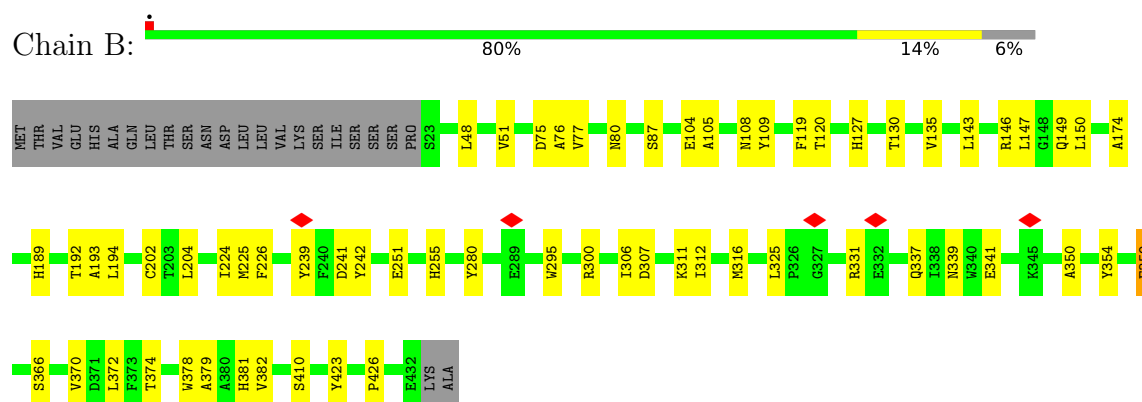 Chain B:
80% 14% 6%
MET THR VAL GLU HIS ALA GLN LEU THR SER ASN ASP LEU LEU VAL LYS SER ILE SER SER SER PRO S23 L48 V51 D75 A76 V77 N80 S87 E104 A105 N108 Y109 F119 T120 H127 T130 V135 L143 R146 L147 G148 Q149 L150 A174
H189 T192 A193 L194 C202 T203 L204 I224 M225 F226 Y239 F240 D241 Y242 E251 H255 Y280 E289 W295 R300 I306 D307 K311 I312 M316 L325 P326 G327 R331 E332 Q337 I338 N339 W340 E341 K345 A350 Y354
S366 V370 D371 L372 F373 T374 W378 A379 A380 H381 V382 S410 Y423 P426 E432 LYS ALA